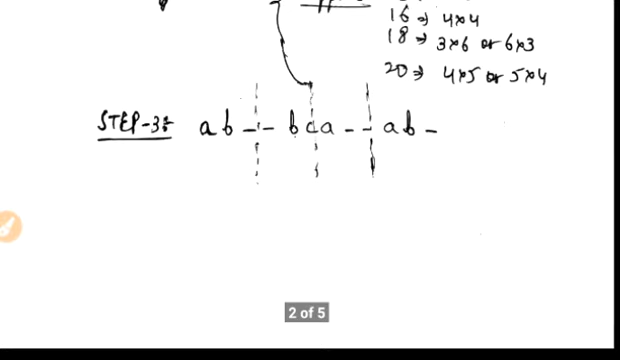 16 ⇒ 4×4
18 ⇒ 3×6 or 6×3
20 ⇒ 4×5 or 5×4
STEP-3: ab--bca--ab-
2 of 5